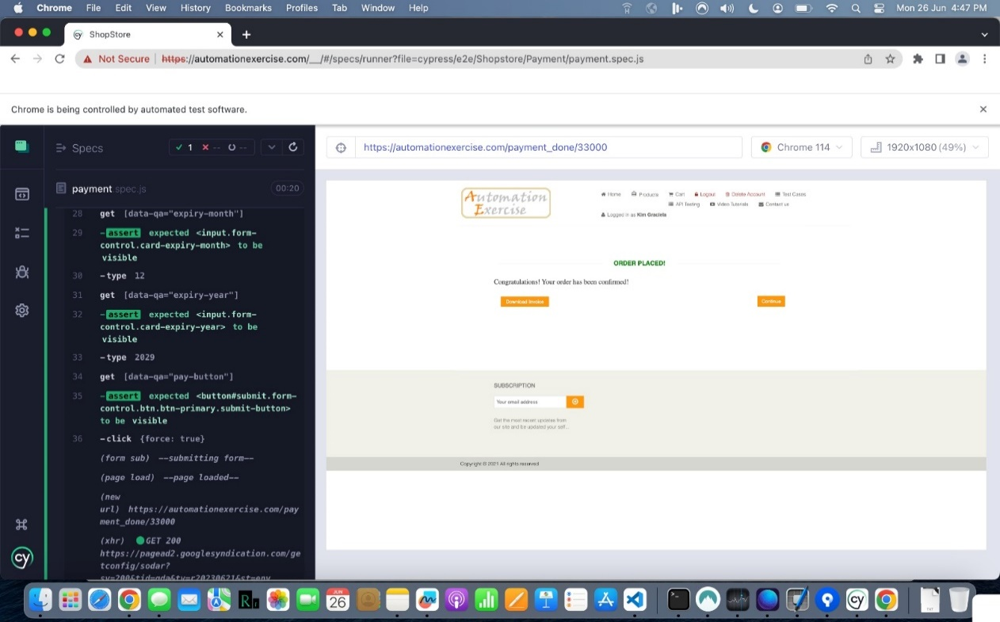 Chrome File Edit View History Bookmarks Profiles Tab Window Help Mon 26 Jun 4:47 PM
ShopStore
Not Secure https://automationexercise.com/__/#/specs/runner?file=cypress/e2e/Shopstore/Payment/payment.spec.js
Chrome is being controlled by automated test software.
Specs 1 -- --
payment.spec.js 00:20
28 get [data-qa="expiry-month"]
29 -assert expected <input.form-
control.card-expiry-month> to be
visible
30 -type 12
31 get [data-qa="expiry-year"]
32 -assert expected <input.form-
control.card-expiry-year> to be
visible
33 -type 2029
34 get [data-qa="pay-button"]
35 -assert expected <button#submit.form-
control.btn.btn-primary.submit-button>
to be visible
36 -click {force: true}
(form sub) --submitting form--
(page load) --page loaded--
(new
url) https://automationexercise.com/pay
ment_done/33000
(xhr) GET 200
https://pagead2.googlesyndication.com/ge
tconfig/sodar?
sv=200&tid=gda&tv=r20230621&st=env
https://automationexercise.com/payment_done/33000 Chrome 114 1920x1080 (49%)
Automation
Exercise
Home Products Cart Logout Delete Account Test Cases
API Testing Video Tutorials Contact us
Logged in as Kim Graciela
ORDER PLACED!
Congratulations! Your order has been confirmed!
Download Invoice Continue
SUBSCRIPTION
Your email address
Get the most recent updates from
our site and be updated your self...
Copyright © 2021 All rights reserved
cy
JUN
26
cy
TXT